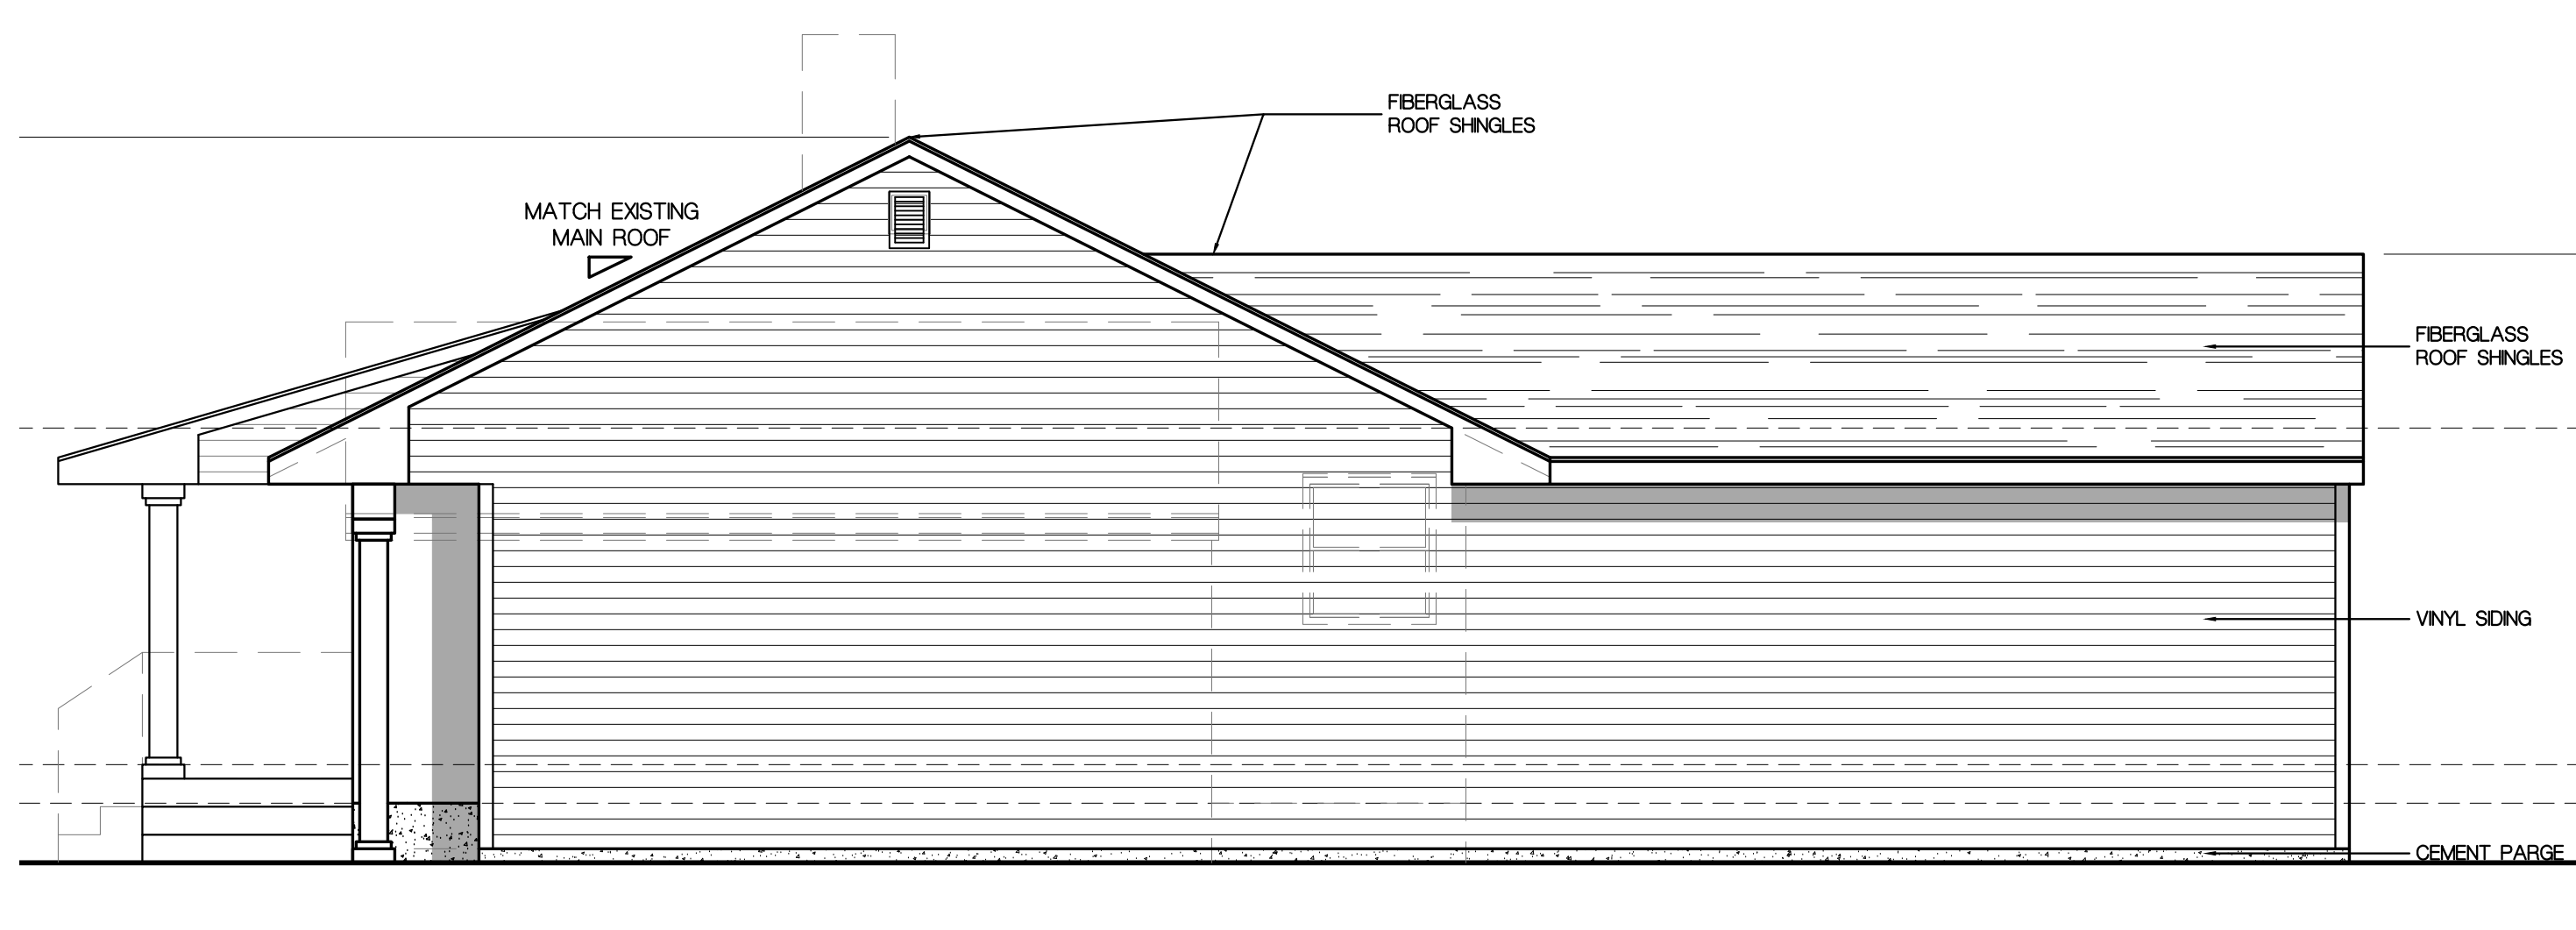 FIBERGLASS
ROOF SHINGLES
MATCH EXISTING
MAIN ROOF
FIBERGLASS
ROOF SHINGLES
VINYL SIDING
CEMENT PARGE